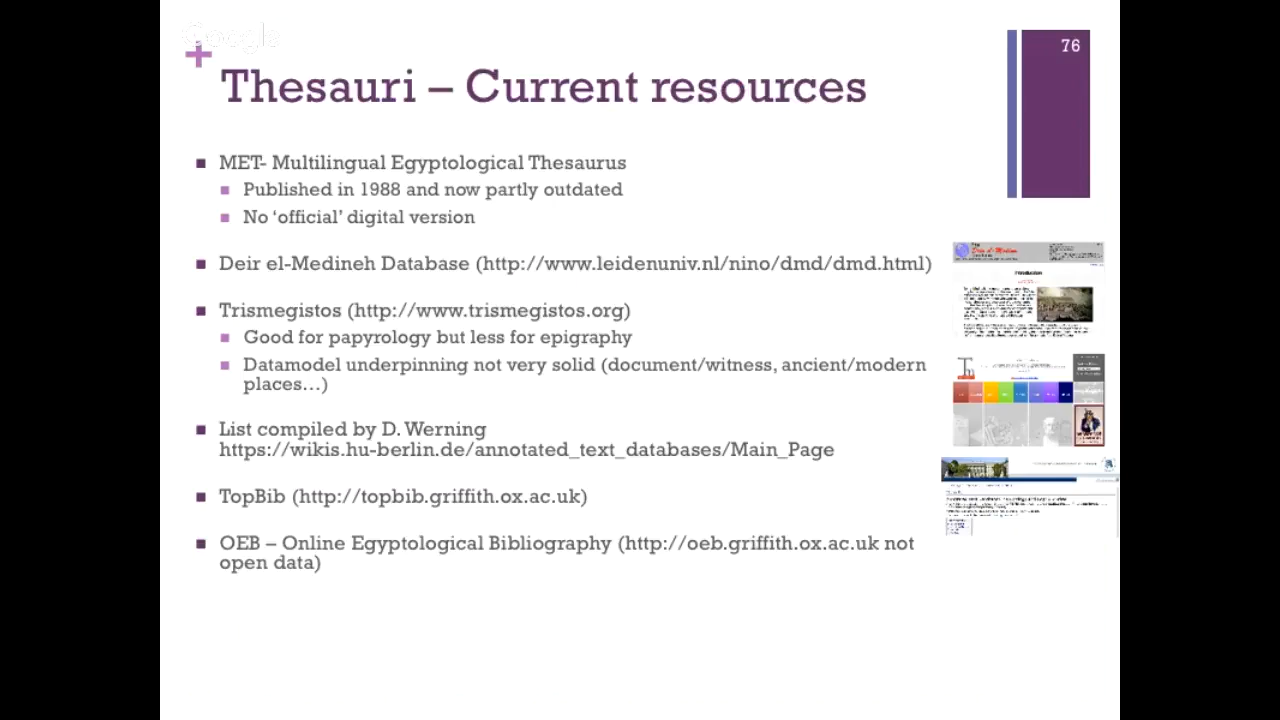 Google
76
+
Thesauri – Current resources
MET- Multilingual Egyptological Thesaurus
Published in 1988 and now partly outdated
No ‘official’ digital version
Deir el-Medineh Database (http://www.leidenuniv.nl/nino/dmd/dmd.html)
Trismegistos (http://www.trismegistos.org)
Good for papyrology but less for epigraphy
Datamodel underpinning not very solid (document/witness, ancient/modern
places…)
List compiled by D. Werning
https://wikis.hu-berlin.de/annotated_text_databases/Main_Page
TopBib (http://topbib.griffith.ox.ac.uk)
OEB – Online Egyptological Bibliography (http://oeb.griffith.ox.ac.uk not
open data)
Introduction